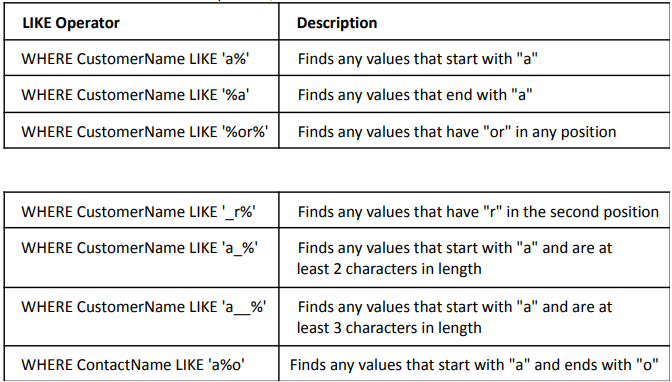 LIKE Operator Description
WHERE CustomerName LIKE 'a%' Finds any values that start with "a"
WHERE CustomerName LIKE '%a' Finds any values that end with "a"
WHERE CustomerName LIKE '%or%' Finds any values that have "or" in any position
WHERE CustomerName LIKE '_r%' Finds any values that have "r" in the second position
WHERE CustomerName LIKE 'a_%' Finds any values that start with "a" and are at
least 2 characters in length
WHERE CustomerName LIKE 'a__%' Finds any values that start with "a" and are at
least 3 characters in length
WHERE ContactName LIKE 'a%o' Finds any values that start with "a" and ends with "o"